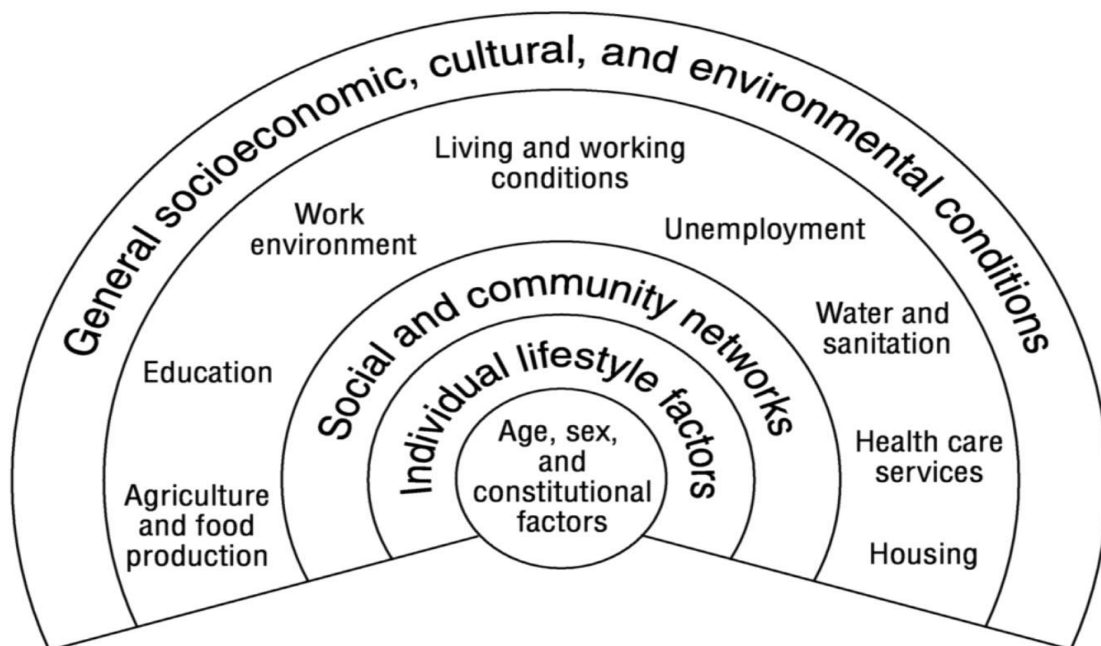 General socioeconomic, cultural, and environmental conditions
Living and working
conditions
Work
environment
Unemployment
Water and
sanitation
Education
Health care
services
Agriculture
and food
production
Housing
Social and community networks
Individual lifestyle factors
Age, sex,
and
constitutional
factors